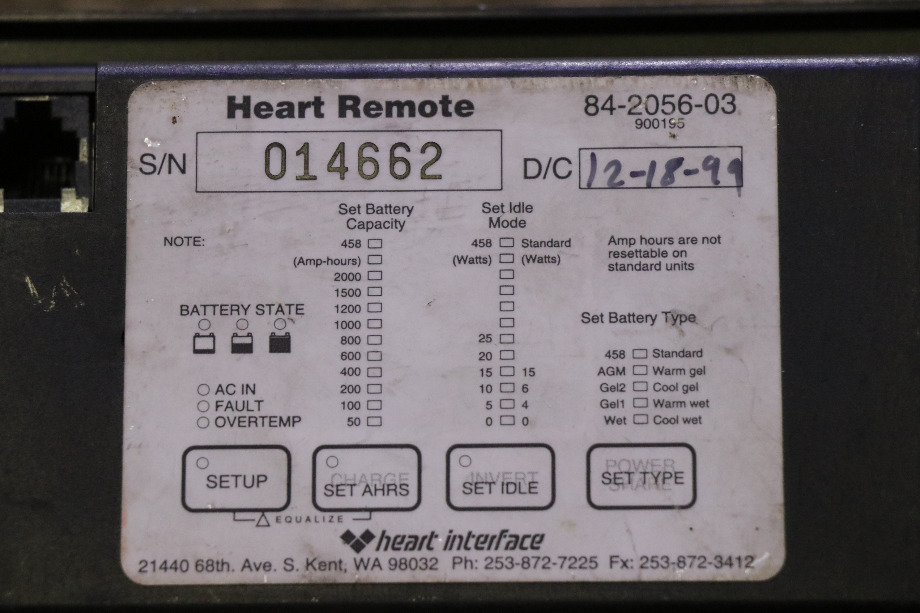 Heart Remote 84-2056-03
900195
S/N 014662 D/C 12-18-99
Set Battery Capacity
458
(Amp-hours)
2000
1500
1200
1000
800
600
400
200
100
50
Set Idle Mode
458 Standard
(Watts) (Watts)
25
20
15 15
10 6
5 4
0 0
NOTE:
Amp hours are not
resettable on
standard units
BATTERY STATE
AC IN
FAULT
OVERTEMP
Set Battery Type
458 Standard
AGM Warm gel
Gel2 Cool gel
Gel1 Warm wet
Wet Cool wet
SETUP
CHARGE
SET AHRS
INVERT
SET IDLE
POWER
SHARE
SET TYPE
EQUALIZE
heart interface
21440 68th. Ave. S. Kent, WA 98032 Ph: 253-872-7225 Fx: 253-872-3412